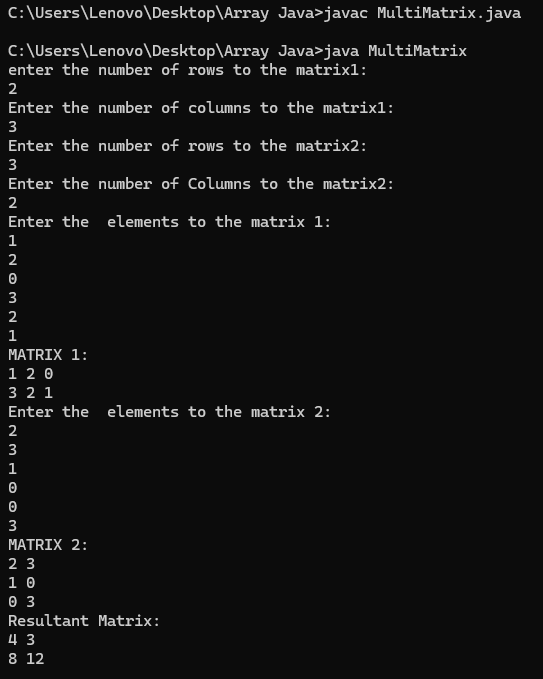 C:\Users\Lenovo\Desktop\Array Java>javac MultiMatrix.java
C:\Users\Lenovo\Desktop\Array Java>java MultiMatrix
enter the number of rows to the matrix1:
2
Enter the number of columns to the matrix1:
3
Enter the number of rows to the matrix2:
3
Enter the number of Columns to the matrix2:
2
Enter the  elements to the matrix 1:
1
2
0
3
2
1
MATRIX 1:
1 2 0
3 2 1
Enter the  elements to the matrix 2:
2
3
1
0
0
3
MATRIX 2:
2 3
1 0
0 3
Resultant Matrix:
4 3
8 12